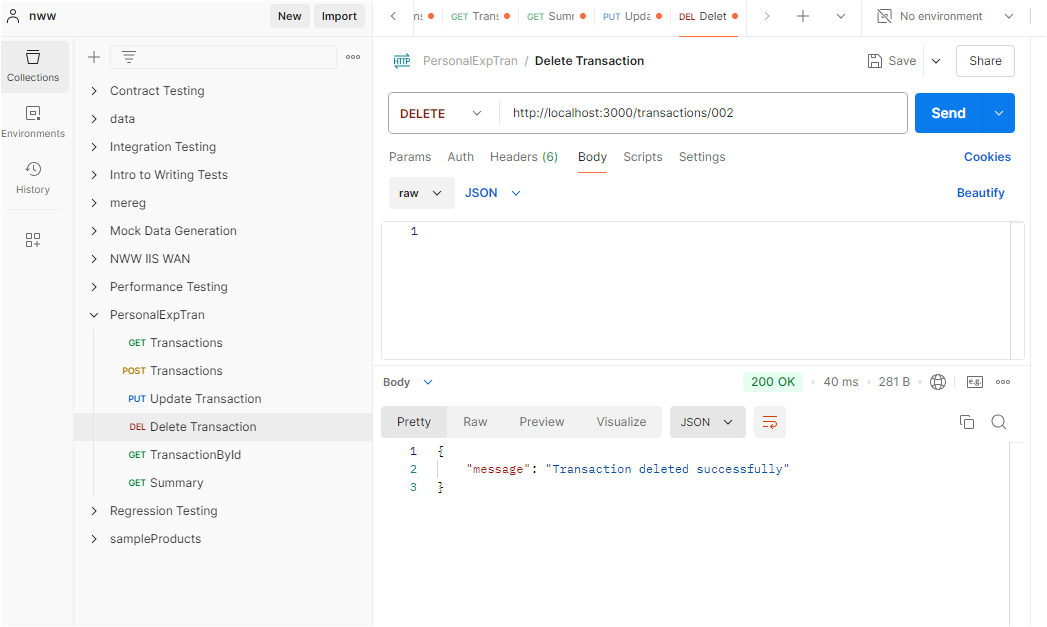 nww
New
Import
ns
GET Trans
GET Sumr
PUT Upda
DEL Delet
No environment
Collections
Environments
History
Contract Testing
data
Integration Testing
Intro to Writing Tests
mereg
Mock Data Generation
NWW IIS WAN
Performance Testing
PersonalExpTran
GET Transactions
POST Transactions
PUT Update Transaction
DEL Delete Transaction
GET TransactionById
GET Summary
Regression Testing
sampleProducts
HTTP PersonalExpTran / Delete Transaction
Save
Share
DELETE
http://localhost:3000/transactions/002
Send
Params Auth Headers (6) Body Scripts Settings
Cookies
raw
JSON
Beautify
1
Body
200 OK
40 ms
281 B
e.g.
Pretty Raw Preview Visualize
JSON
1 {
2 "message": "Transaction deleted successfully"
3 }